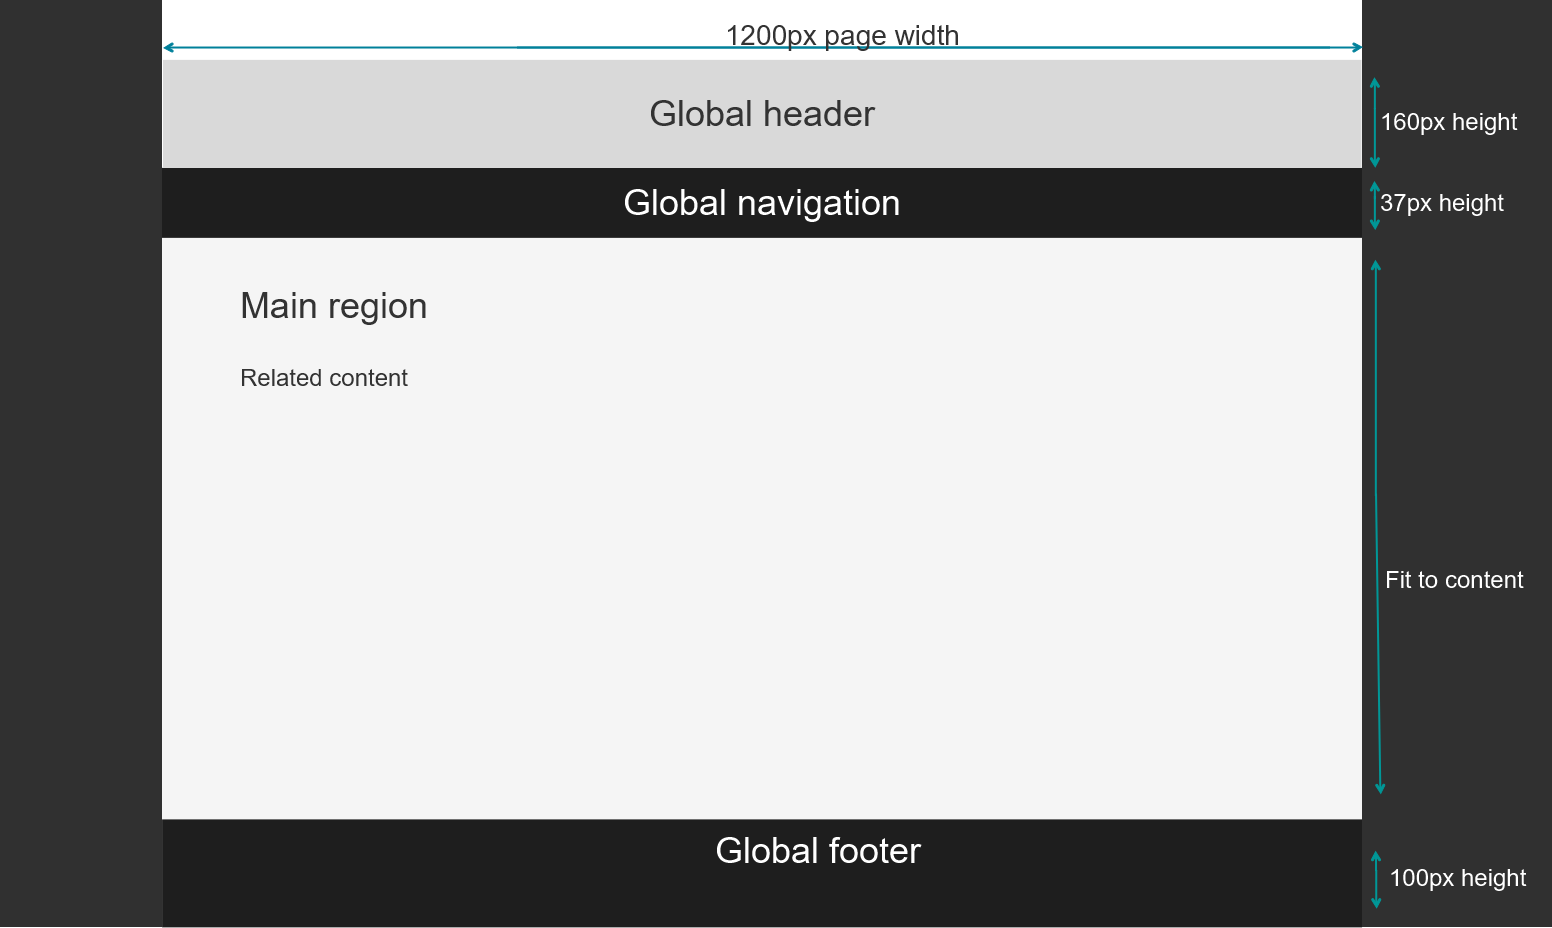 1200px page width
Global header
160px height
Global navigation
37px height
Main region
Related content
Fit to content
Global footer
100px height